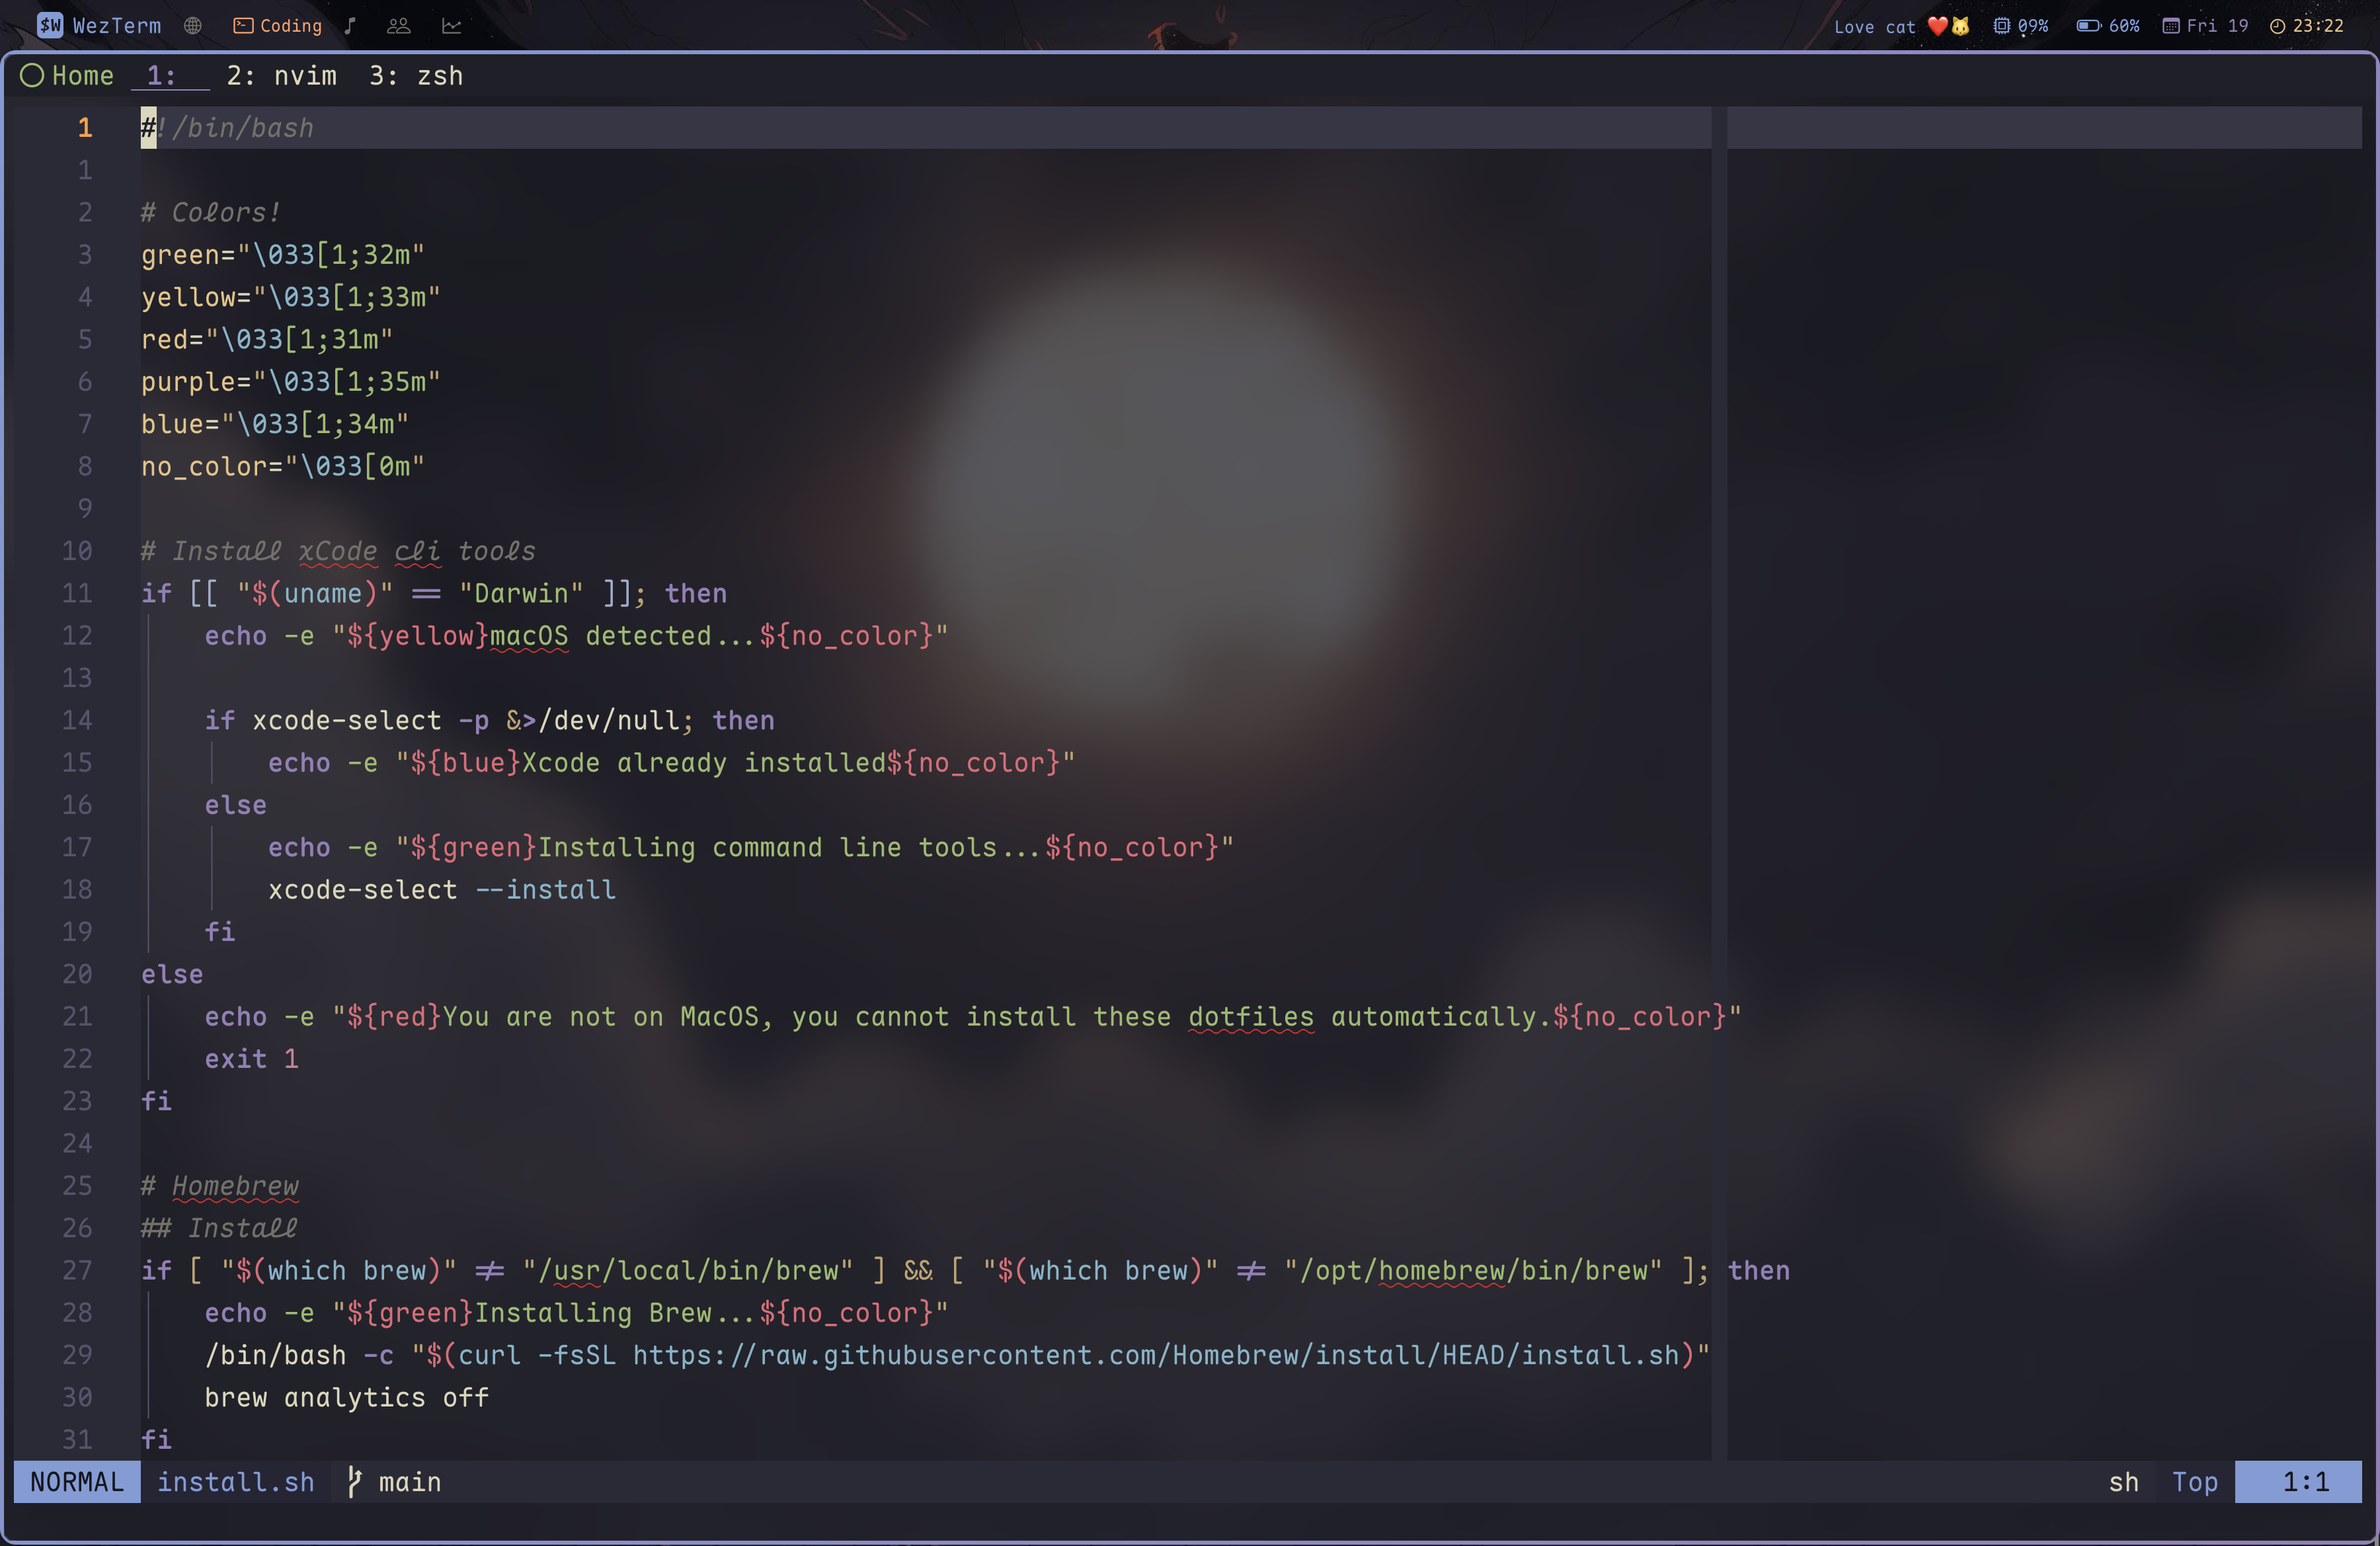 $W WezTerm Coding Love cat ❤️🐱 09% 60% Fri 19 23:22
Home 1: 2: nvim 3: zsh
1 #!/bin/bash
1
2 # Colors!
3 green="\033[1;32m"
4 yellow="\033[1;33m"
5 red="\033[1;31m"
6 purple="\033[1;35m"
7 blue="\033[1;34m"
8 no_color="\033[0m"
9
10 # Install xCode cli tools
11 if [[ "$(uname)" == "Darwin" ]]; then
12     echo -e "${yellow}macOS detected...${no_color}"
13
14     if xcode-select -p &>/dev/null; then
15         echo -e "${blue}Xcode already installed${no_color}"
16     else
17         echo -e "${green}Installing command line tools...${no_color}"
18         xcode-select --install
19     fi
20 else
21     echo -e "${red}You are not on MacOS, you cannot install these dotfiles automatically.${no_color}"
22     exit 1
23 fi
24
25 # Homebrew
26 ## Install
27 if [ "$(which brew)" != "/usr/local/bin/brew" ] && [ "$(which brew)" != "/opt/homebrew/bin/brew" ]; then
28     echo -e "${green}Installing Brew...${no_color}"
29     /bin/bash -c "$(curl -fsSL https://raw.githubusercontent.com/Homebrew/install/HEAD/install.sh)"
30     brew analytics off
31 fi
NORMAL install.sh main sh Top 1:1